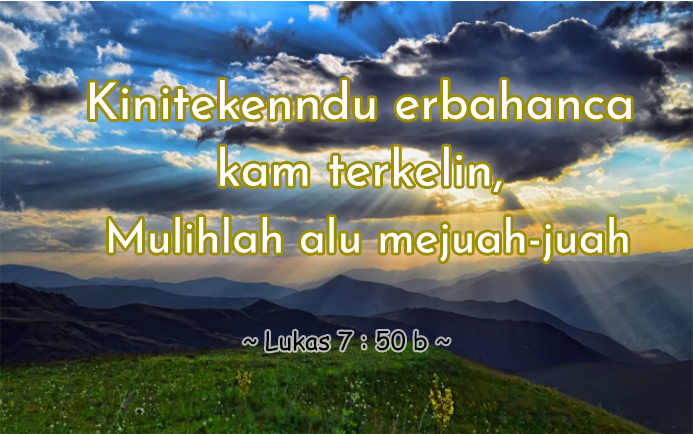 Kinitekenndu erbahanca
kam terkelin,
Mulihlah alu mejuah-juah
~ Lukas 7 : 50 b ~